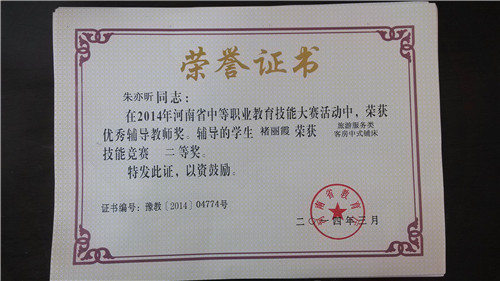 荣誉证书
朱亦昕同志：
在2014年河南省中等职业教育技能大赛活动中，荣获
优秀辅导教师奖。辅导的学生 褚丽霞 荣获 旅游服务类
客房中式铺床
技能竞赛 二等奖。
特发此证，以资鼓励。
河南省教育
证书编号：豫教〔2014〕04774号
二〇一四年三月